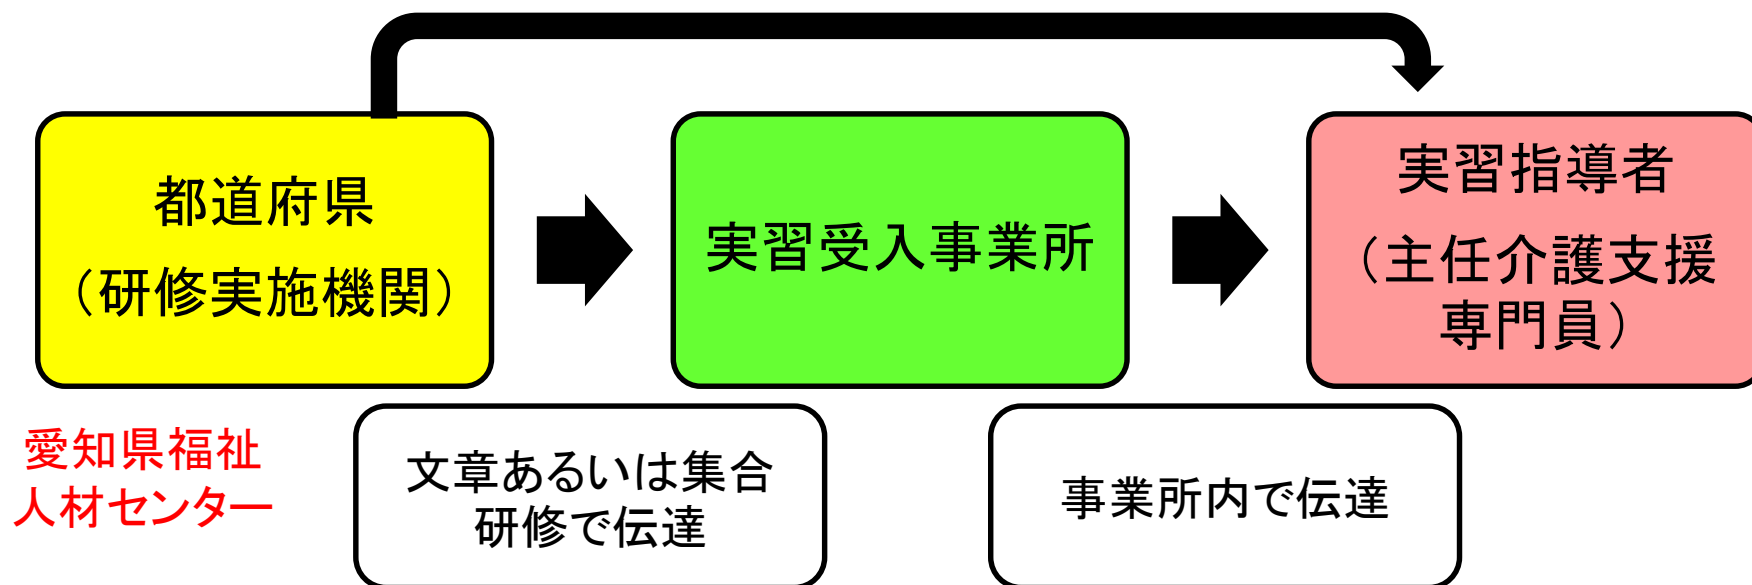 都道府県
（研修実施機関）
実習受入事業所
実習指導者
（主任介護支援
専門員）
愛知県福祉
人材センター
文章あるいは集合
研修で伝達
事業所内で伝達